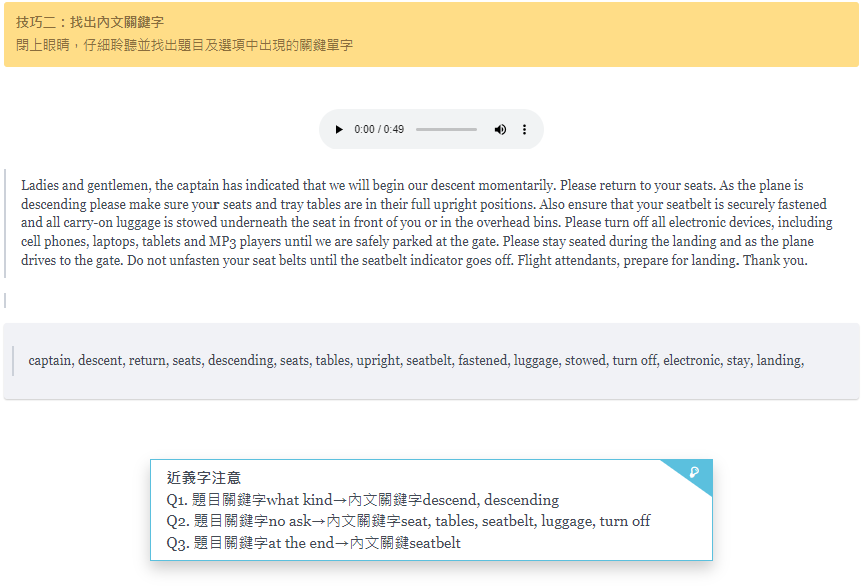 技巧二：找出內文關鍵字
閉上眼睛，仔細聆聽並找出題目及選項中出現的關鍵單字
0:00 / 0:49
Ladies and gentlemen, the captain has indicated that we will begin our descent momentarily. Please return to your seats. As the plane is
descending please make sure your seats and tray tables are in their full upright positions. Also ensure that your seatbelt is securely fastened
and all carry-on luggage is stowed underneath the seat in front of you or in the overhead bins. Please turn off all electronic devices, including
cell phones, laptops, tablets and MP3 players until we are safely parked at the gate. Please stay seated during the landing and as the plane
drives to the gate. Do not unfasten your seat belts until the seatbelt indicator goes off. Flight attendants, prepare for landing. Thank you.
captain, descent, return, seats, descending, seats, tables, upright, seatbelt, fastened, luggage, stowed, turn off, electronic, stay, landing,
近義字注意
Q1. 題目關鍵字what kind→內文關鍵字descend, descending
Q2. 題目關鍵字no ask→內文關鍵字seat, tables, seatbelt, luggage, turn off
Q3. 題目關鍵字at the end→內文關鍵seatbelt